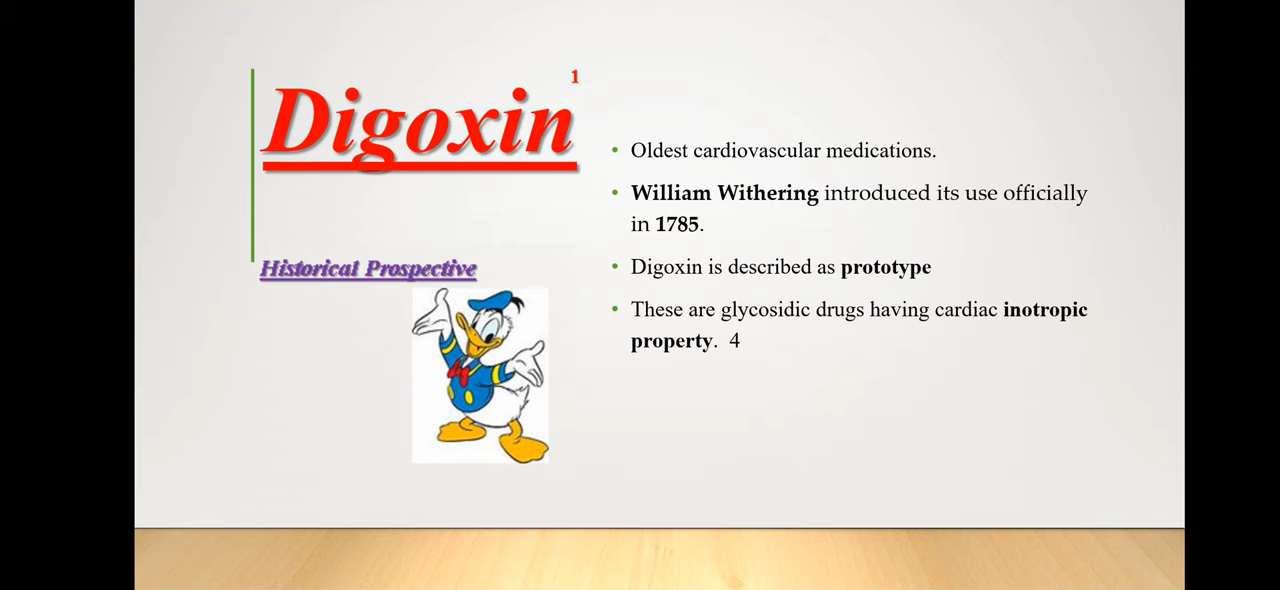 1
Digoxin
Historical Prospective
• Oldest cardiovascular medications.
• William Withering introduced its use officially
in 1785.
• Digoxin is described as prototype
• These are glycosidic drugs having cardiac inotropic
property. 4